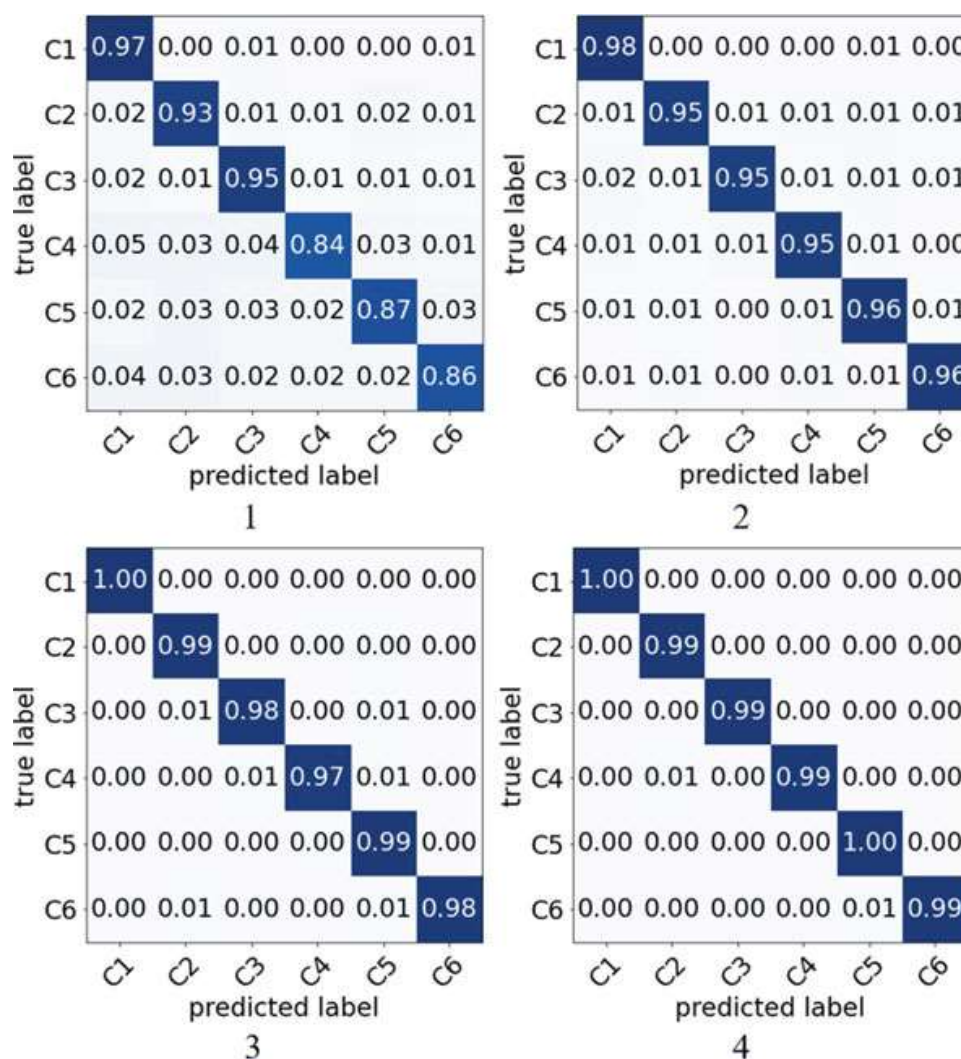 C1 0.97 0.00 0.01 0.00 0.00 0.01
C2 0.02 0.93 0.01 0.01 0.02 0.01
C3 0.02 0.01 0.95 0.01 0.01 0.01
C4 0.05 0.03 0.04 0.84 0.03 0.01
C5 0.02 0.03 0.03 0.02 0.87 0.03
C6 0.04 0.03 0.02 0.02 0.02 0.86
true label
C1 C2 C3 C4 C5 C6
predicted label
1
C1 0.98 0.00 0.00 0.00 0.01 0.00
C2 0.01 0.95 0.01 0.01 0.01 0.01
C3 0.02 0.01 0.95 0.01 0.01 0.01
C4 0.01 0.01 0.01 0.95 0.01 0.00
C5 0.01 0.01 0.00 0.01 0.96 0.01
C6 0.01 0.01 0.00 0.01 0.01 0.96
true label
C1 C2 C3 C4 C5 C6
predicted label
2
C1 1.00 0.00 0.00 0.00 0.00 0.00
C2 0.00 0.99 0.00 0.00 0.00 0.00
C3 0.00 0.01 0.98 0.00 0.01 0.00
C4 0.00 0.00 0.01 0.97 0.01 0.00
C5 0.00 0.00 0.00 0.00 0.99 0.00
C6 0.00 0.01 0.00 0.00 0.01 0.98
true label
C1 C2 C3 C4 C5 C6
predicted label
3
C1 1.00 0.00 0.00 0.00 0.00 0.00
C2 0.00 0.99 0.00 0.00 0.00 0.00
C3 0.00 0.00 0.99 0.00 0.00 0.00
C4 0.00 0.01 0.00 0.99 0.00 0.00
C5 0.00 0.00 0.00 0.00 1.00 0.00
C6 0.00 0.00 0.00 0.00 0.01 0.99
true label
C1 C2 C3 C4 C5 C6
predicted label
4